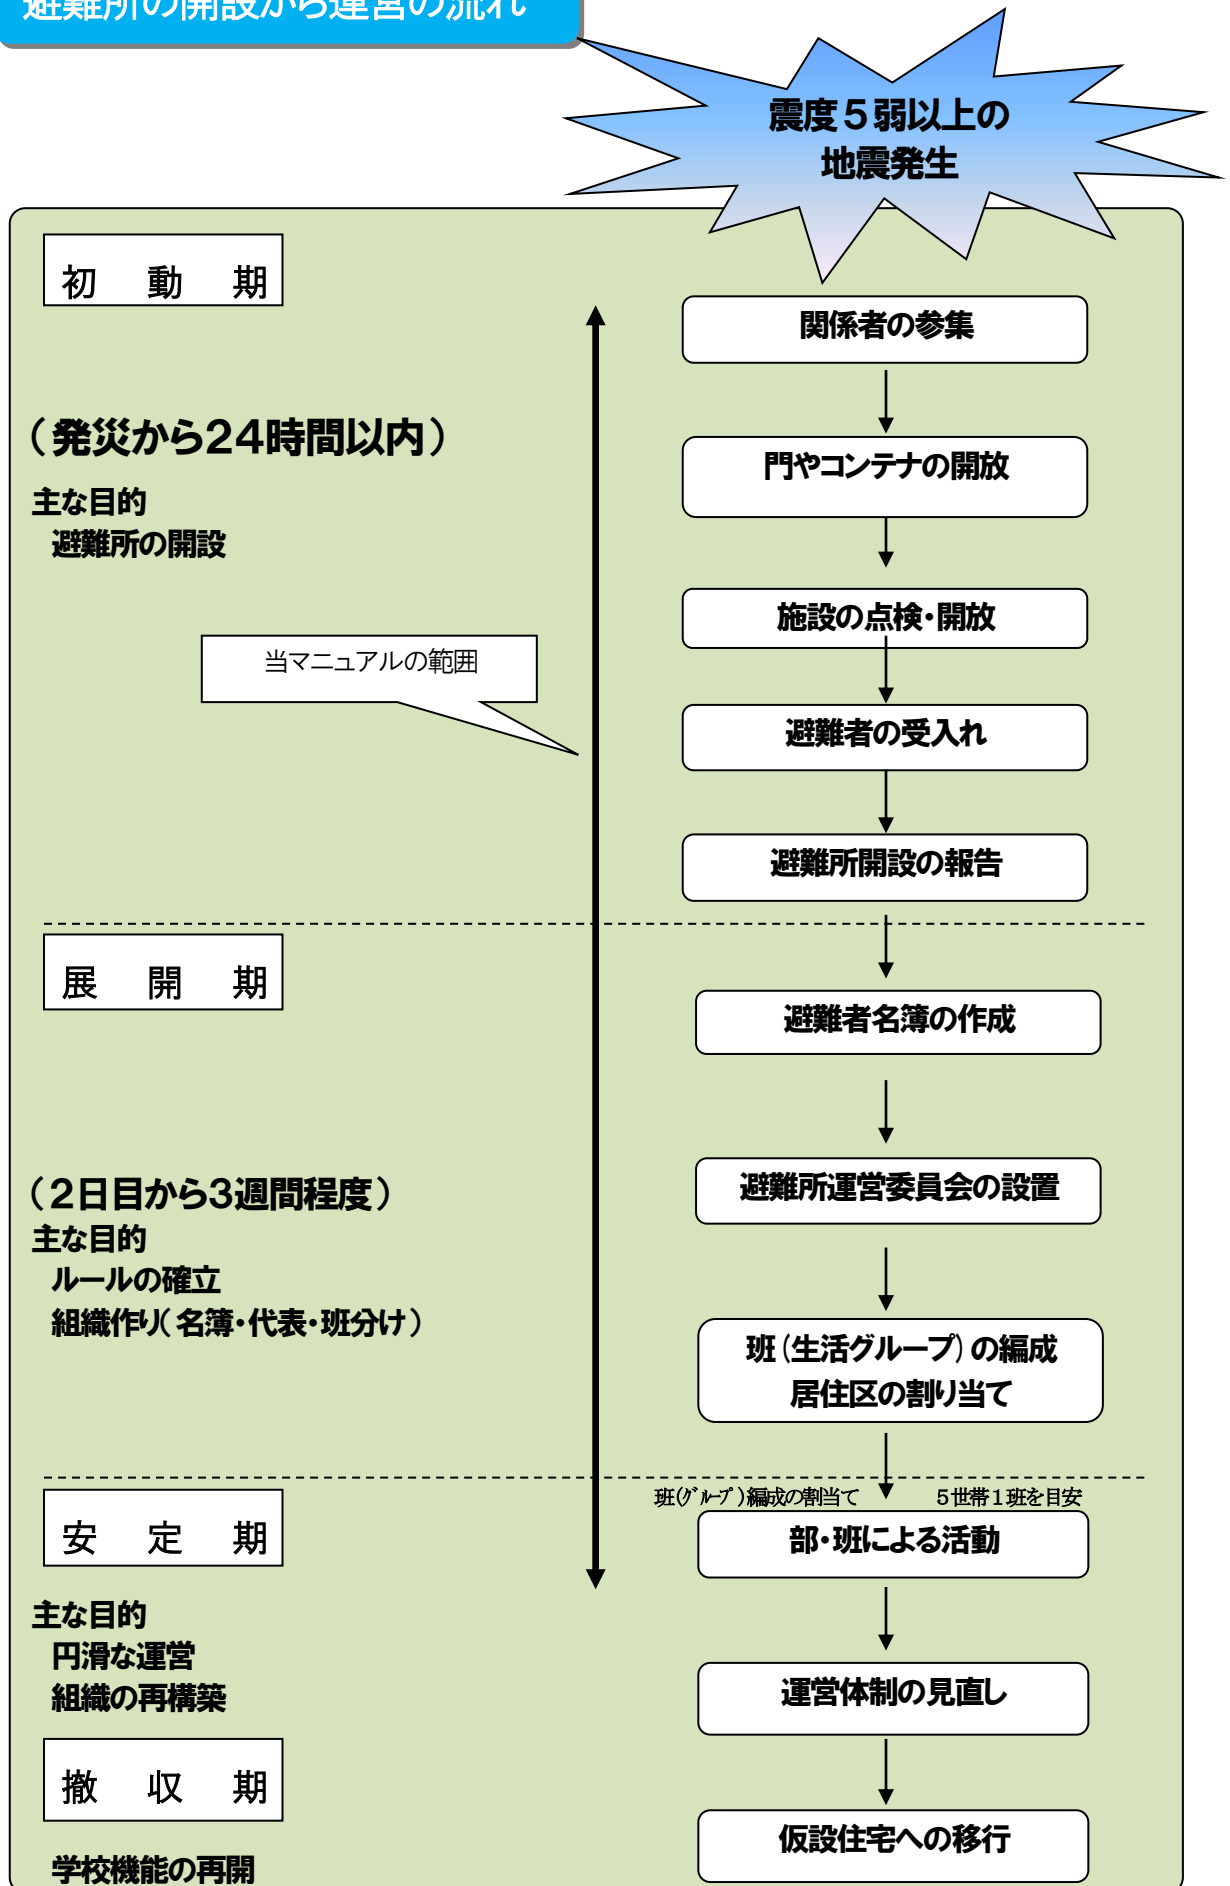 避難所の開設から運営の流れ
震度５弱以上の
地震発生
初動期
関係者の参集
（発災から24時間以内）
門やコンテナの開放
主な目的
避難所の開設
施設の点検・開放
当マニュアルの範囲
避難者の受入れ
避難所開設の報告
展開期
避難者名簿の作成
（2日目から3週間程度）
避難所運営委員会の設置
主な目的
ルールの確立
組織作り（名簿・代表・班分け）
班（生活グループ）の編成
居住区の割り当て
班(ｸﾞﾙｰﾌﾟ)編成の割当て　５世帯１班を目安
安定期
部・班による活動
主な目的
円滑な運営
組織の再構築
運営体制の見直し
撤収期
仮設住宅への移行
学校機能の再開